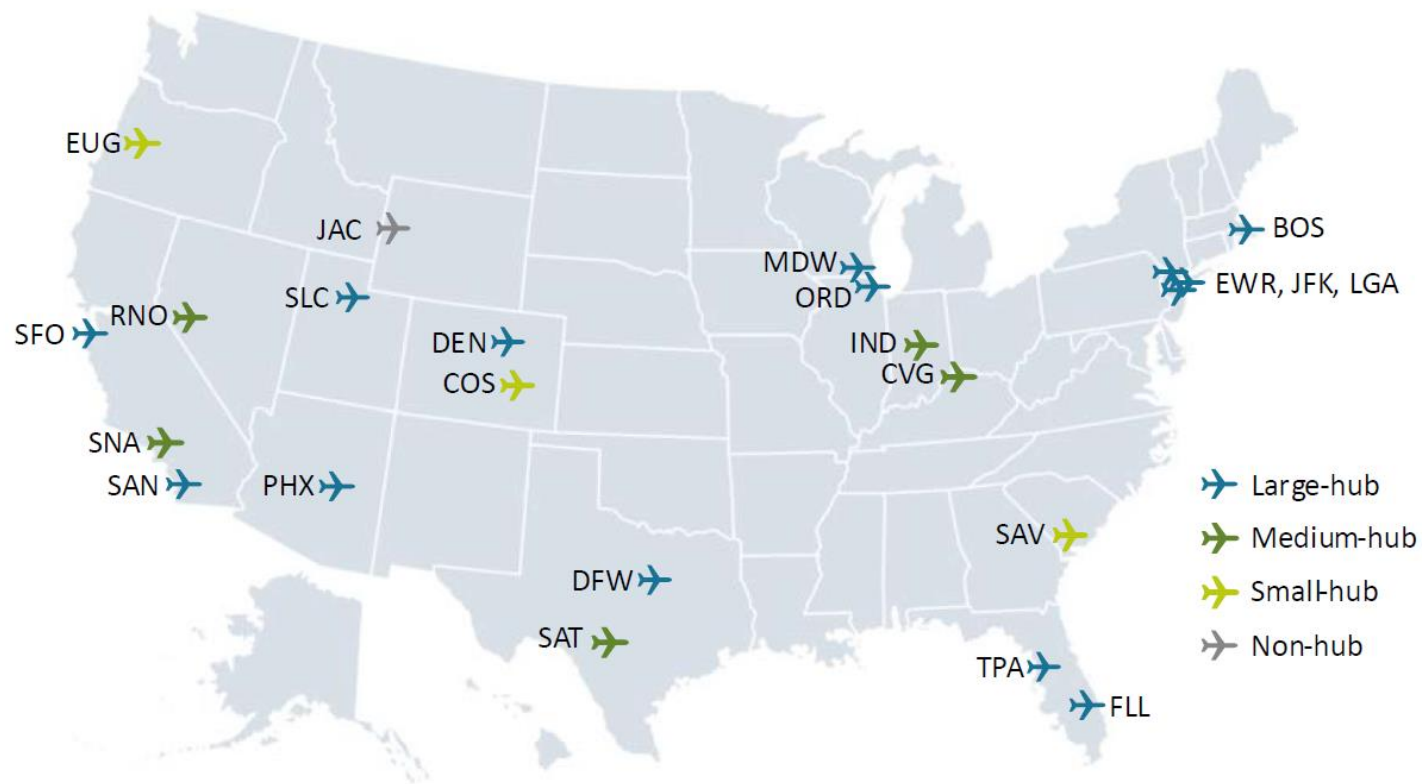 EUG
JAC
BOS
MDW
EWR, JFK, LGA
SLC
ORD
RNO
SFO
DEN
IND
CVG
COS
SNA
SAN
PHX
Large-hub
SAV
Medium-hub
DFW
Small-hub
SAT
Non-hub
TPA
FLL